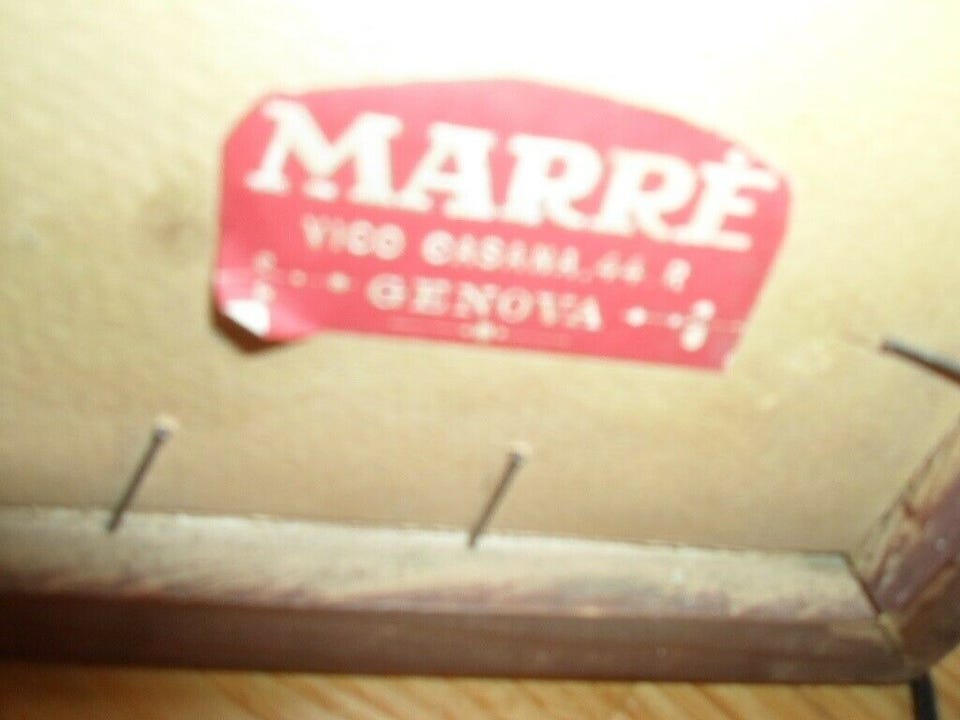 MARRÈ
VICO CASANA, 44 R
GENOVA